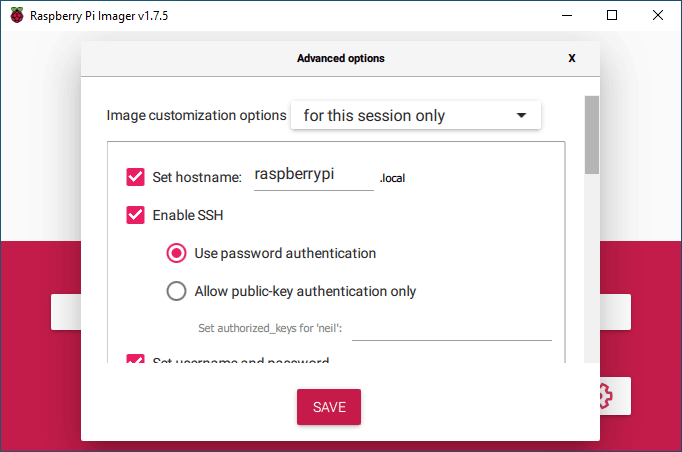 Raspberry Pi Imager v1.7.5
Advanced options X
Image customization options for this session only
Set hostname: raspberrypi .local
Enable SSH
Use password authentication
Allow public-key authentication only
Set authorized_keys for 'neil':
Set username and password
SAVE